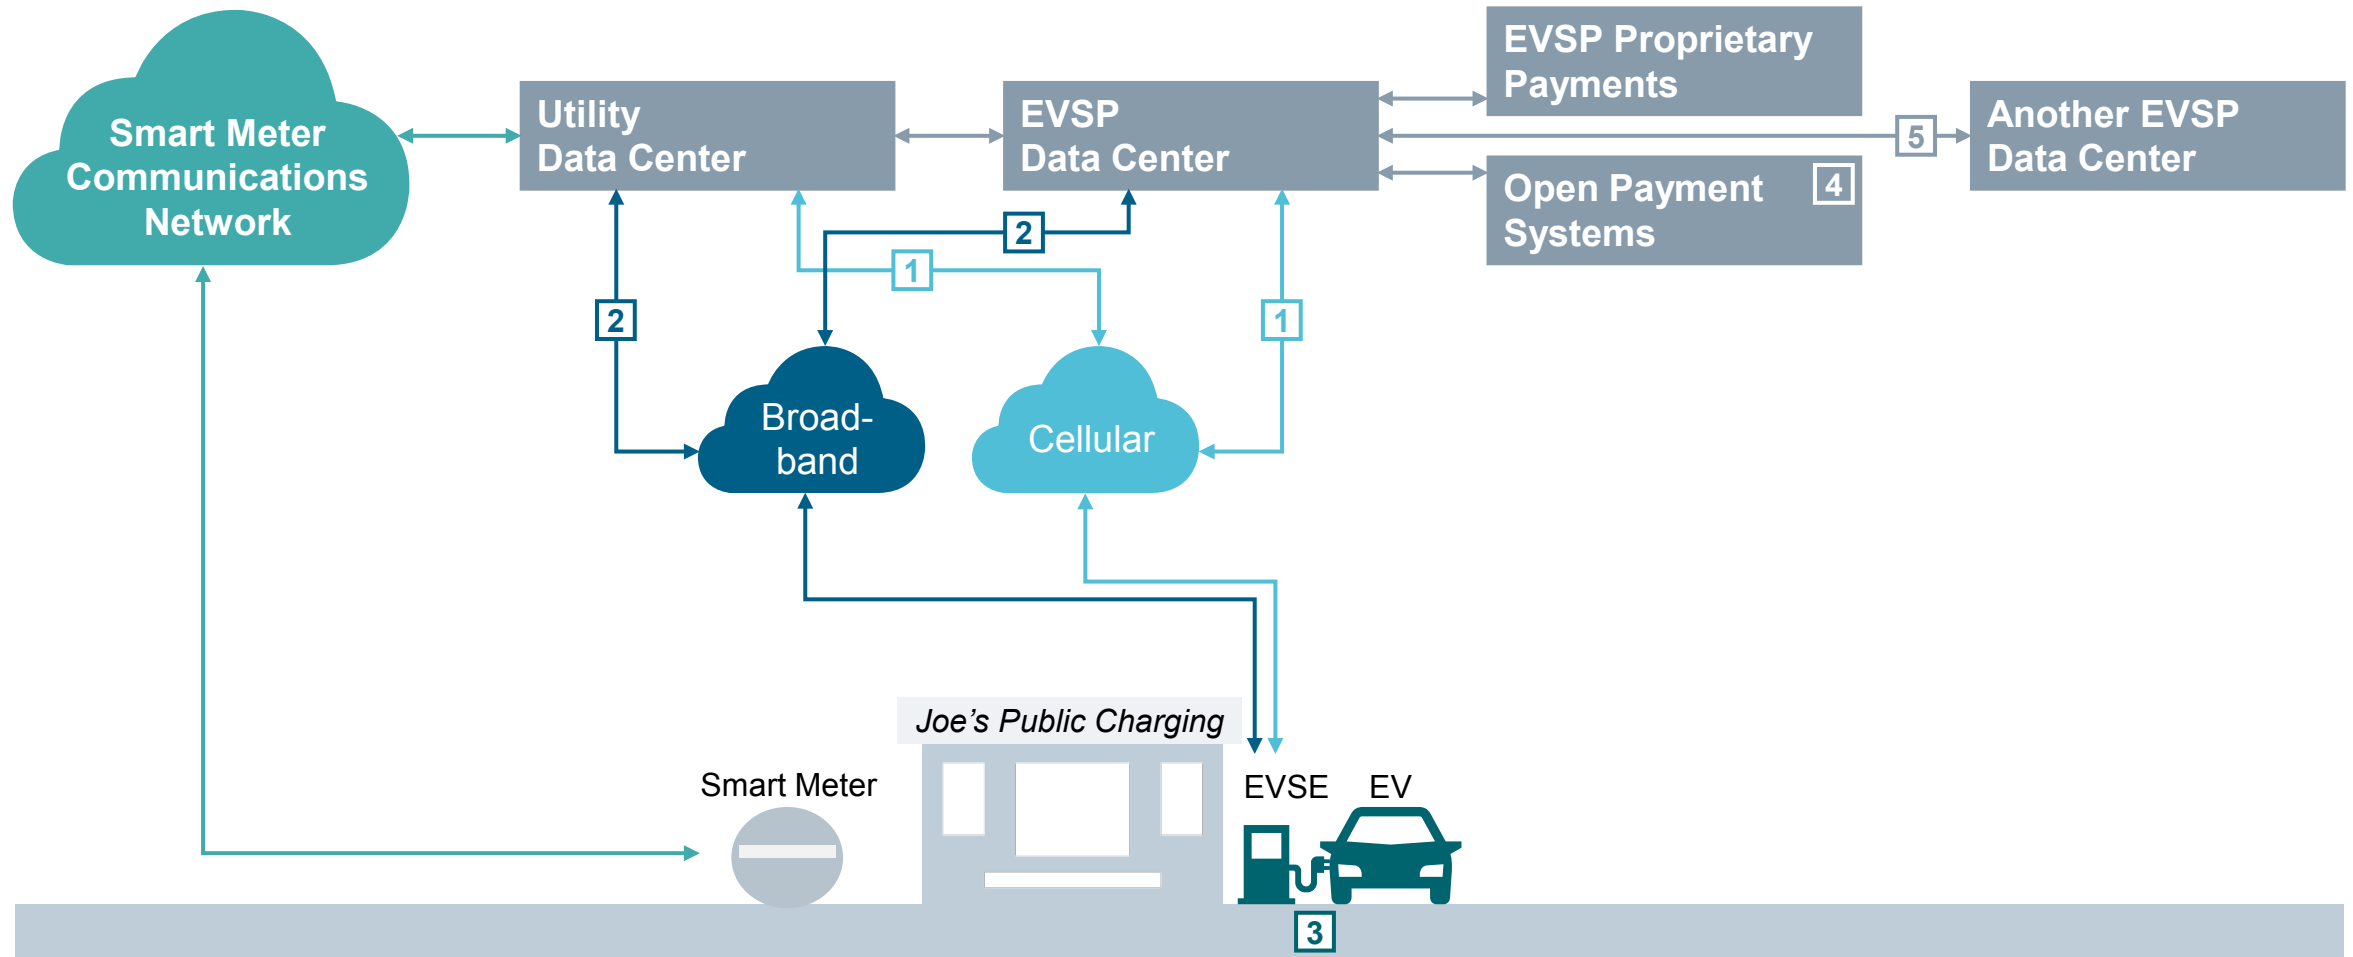 Smart Meter
Communications
Network
Utility
Data Center
EVSP
Data Center
EVSP Proprietary
Payments
5
Another EVSP
Data Center
Open Payment
Systems
4
2
1
2
1
Broad-
band
Cellular
Joe’s Public Charging
Smart Meter
EVSE
EV
3